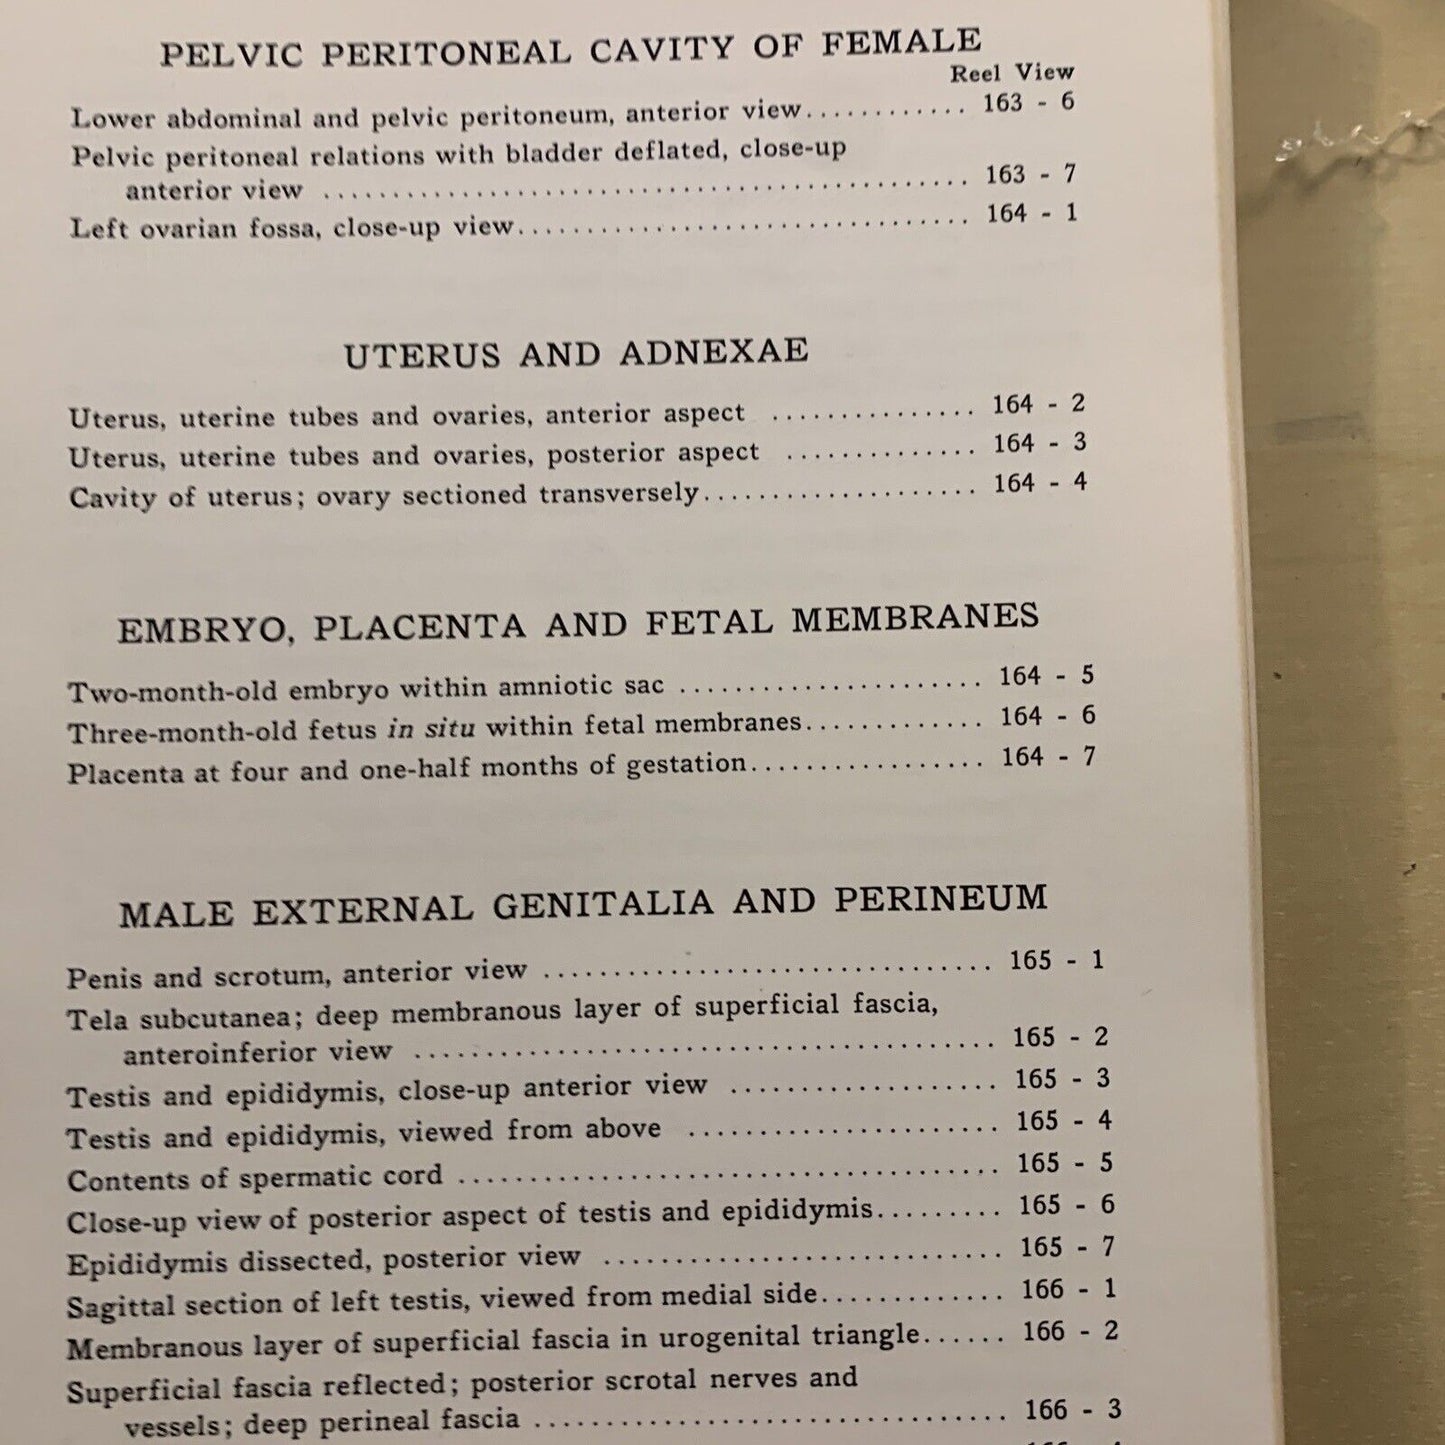 PELVIC PERITONEAL CAVITY OF FEMALE
Reel View
Lower abdominal and pelvic peritoneum, anterior view............ 163 - 6
Pelvic peritoneal relations with bladder deflated, close-up
anterior view ............................................... 163 - 7
Left ovarian fossa, close-up view................................. 164 - 1
UTERUS AND ADNEXAE
Uterus, uterine tubes and ovaries, anterior aspect ............... 164 - 2
Uterus, uterine tubes and ovaries, posterior aspect .............. 164 - 3
Cavity of uterus; ovary sectioned transversely.................... 164 - 4
EMBRYO, PLACENTA AND FETAL MEMBRANES
Two-month-old embryo within amniotic sac ...................... 164 - 5
Three-month-old fetus in situ within fetal membranes............. 164 - 6
Placenta at four and one-half months of gestation................. 164 - 7
MALE EXTERNAL GENITALIA AND PERINEUM
Penis and scrotum, anterior view ................................ 165 - 1
Tela subcutanea; deep membranous layer of superficial fascia,
anteroinferior view ......................................... 165 - 2
Testis and epididymis, close-up anterior view ................... 165 - 3
Testis and epididymis, viewed from above ...................... 165 - 4
Contents of spermatic cord ...................................... 165 - 5
Close-up view of posterior aspect of testis and epididymis......... 165 - 6
Epididymis dissected, posterior view ............................ 165 - 7
Sagittal section of left testis, viewed from medial side............. 166 - 1
Membranous layer of superficial fascia in urogenital triangle...... 166 - 2
Superficial fascia reflected; posterior scrotal nerves and
vessels; deep perineal fascia .................................. 166 - 3